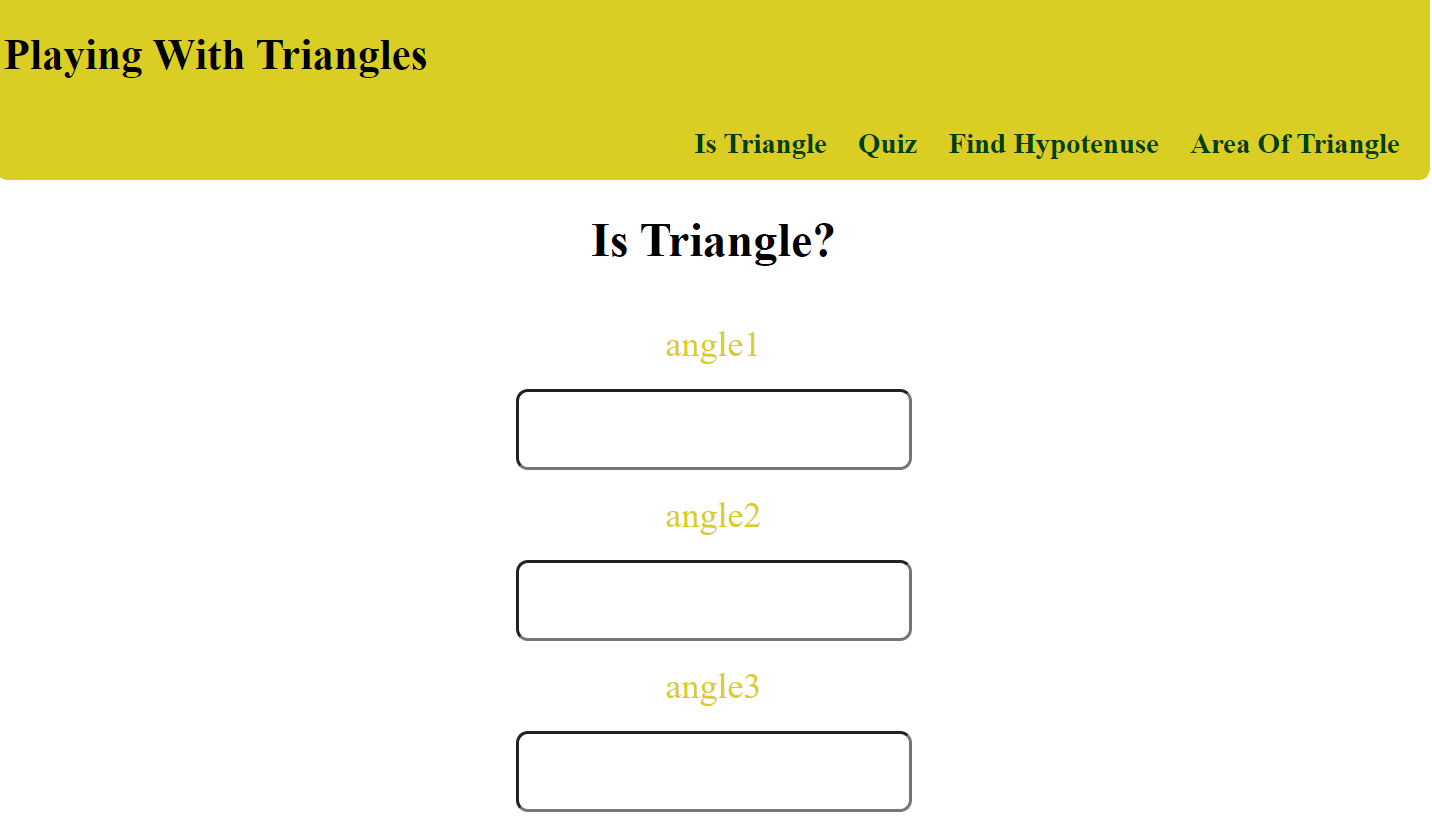 Playing With Triangles
Is Triangle Quiz Find Hypotenuse Area Of Triangle
Is Triangle?
angle1
angle2
angle3